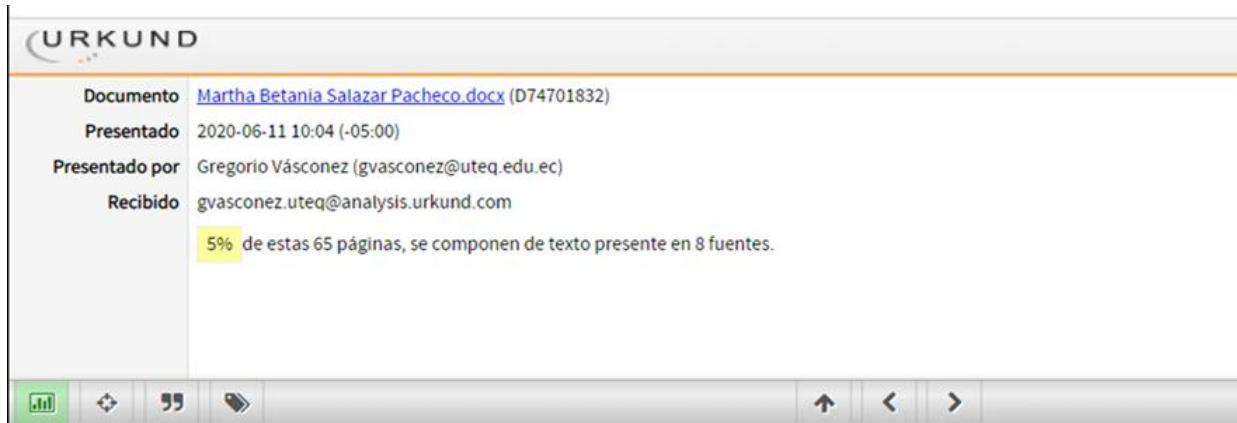 URKUND
Documento Martha Betania Salazar Pacheco.docx (D74701832)
Presentado 2020-06-11 10:04 (-05:00)
Presentado por Gregorio Vásconez (gvasconez@uteq.edu.ec)
Recibido gvasconez.uteq@analysis.urkund.com
5% de estas 65 páginas, se componen de texto presente en 8 fuentes.